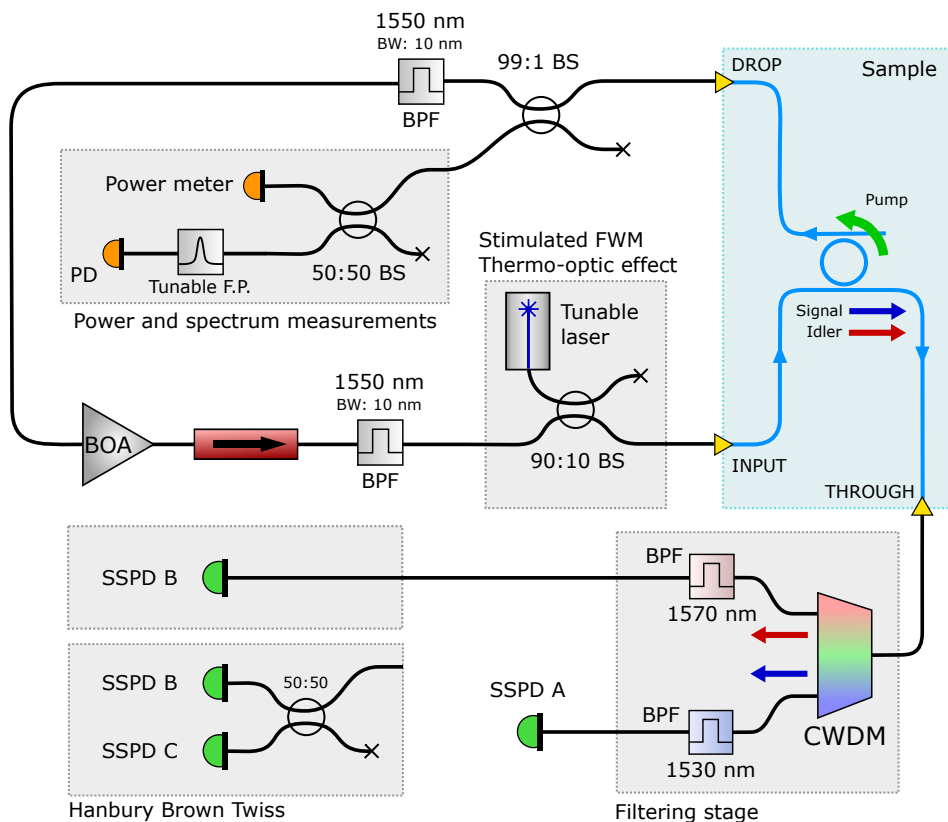 1550 nm
BW: 10 nm
BPF
99:1 BS
DROP
Sample
Pump
Power meter
PD
Tunable F.P.
50:50 BS
Power and spectrum measurements
Stimulated FWM
Thermo-optic effect
Tunable
laser
Signal
Idler
1550 nm
BW: 10 nm
BOA
BPF
90:10 BS
INPUT
THROUGH
SSPD B
BPF
1570 nm
SSPD B
50:50
SSPD C
SSPD A
BPF
1530 nm
CWDM
Hanbury Brown Twiss
Filtering stage